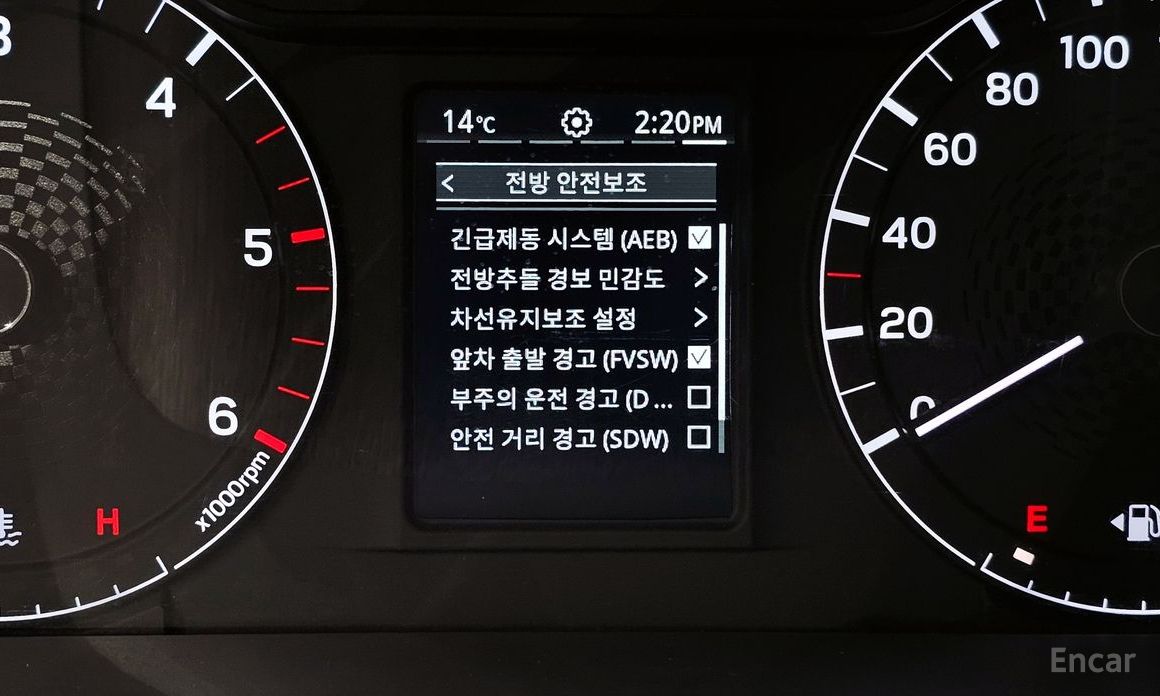 14℃ 2:20PM
< 전방 안전보조
긴급제동 시스템 (AEB)
전방추돌 경보 민감도 >
차선유지보조 설정 >
앞차 출발 경고 (FVSW)
부주의 운전 경고 (D ...
안전 거리 경고 (SDW)
3
4
5
6
x1000rpm
H
100
80
60
40
20
0
E
Encar